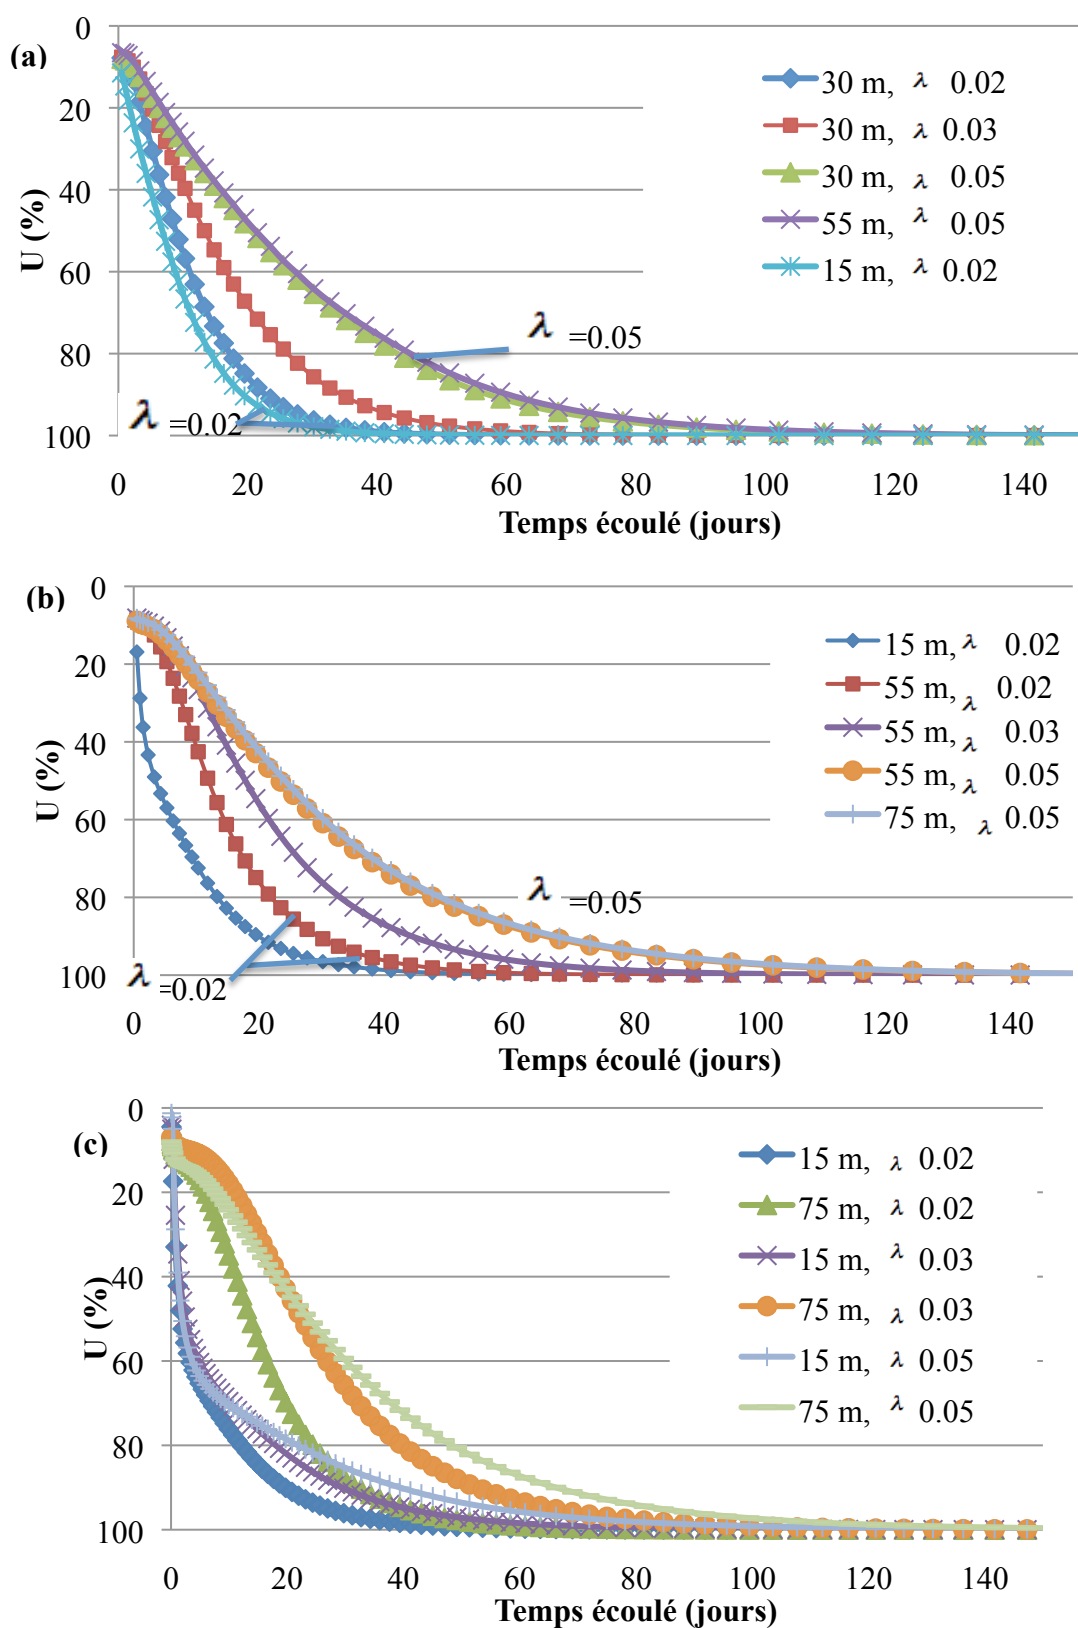 (a)
0
20
40
60
80
100
U (%)
30 m, λ 0.02
30 m, λ 0.03
30 m, λ 0.05
55 m, λ 0.05
15 m, λ 0.02
λ =0.05
λ =0.02
0 20 40 60 80 100 120 140
Temps écoulé (jours)
(b)
0
20
40
60
80
100
U (%)
15 m, λ 0.02
55 m, λ 0.02
55 m, λ 0.03
55 m, λ 0.05
75 m, λ 0.05
λ =0.05
λ =0.02
0 20 40 60 80 100 120 140
Temps écoulé (jours)
(c)
0
20
40
60
80
100
U (%)
15 m, λ 0.02
75 m, λ 0.02
15 m, λ 0.03
75 m, λ 0.03
15 m, λ 0.05
75 m, λ 0.05
0 20 40 60 80 100 120 140
Temps écoulé (jours)